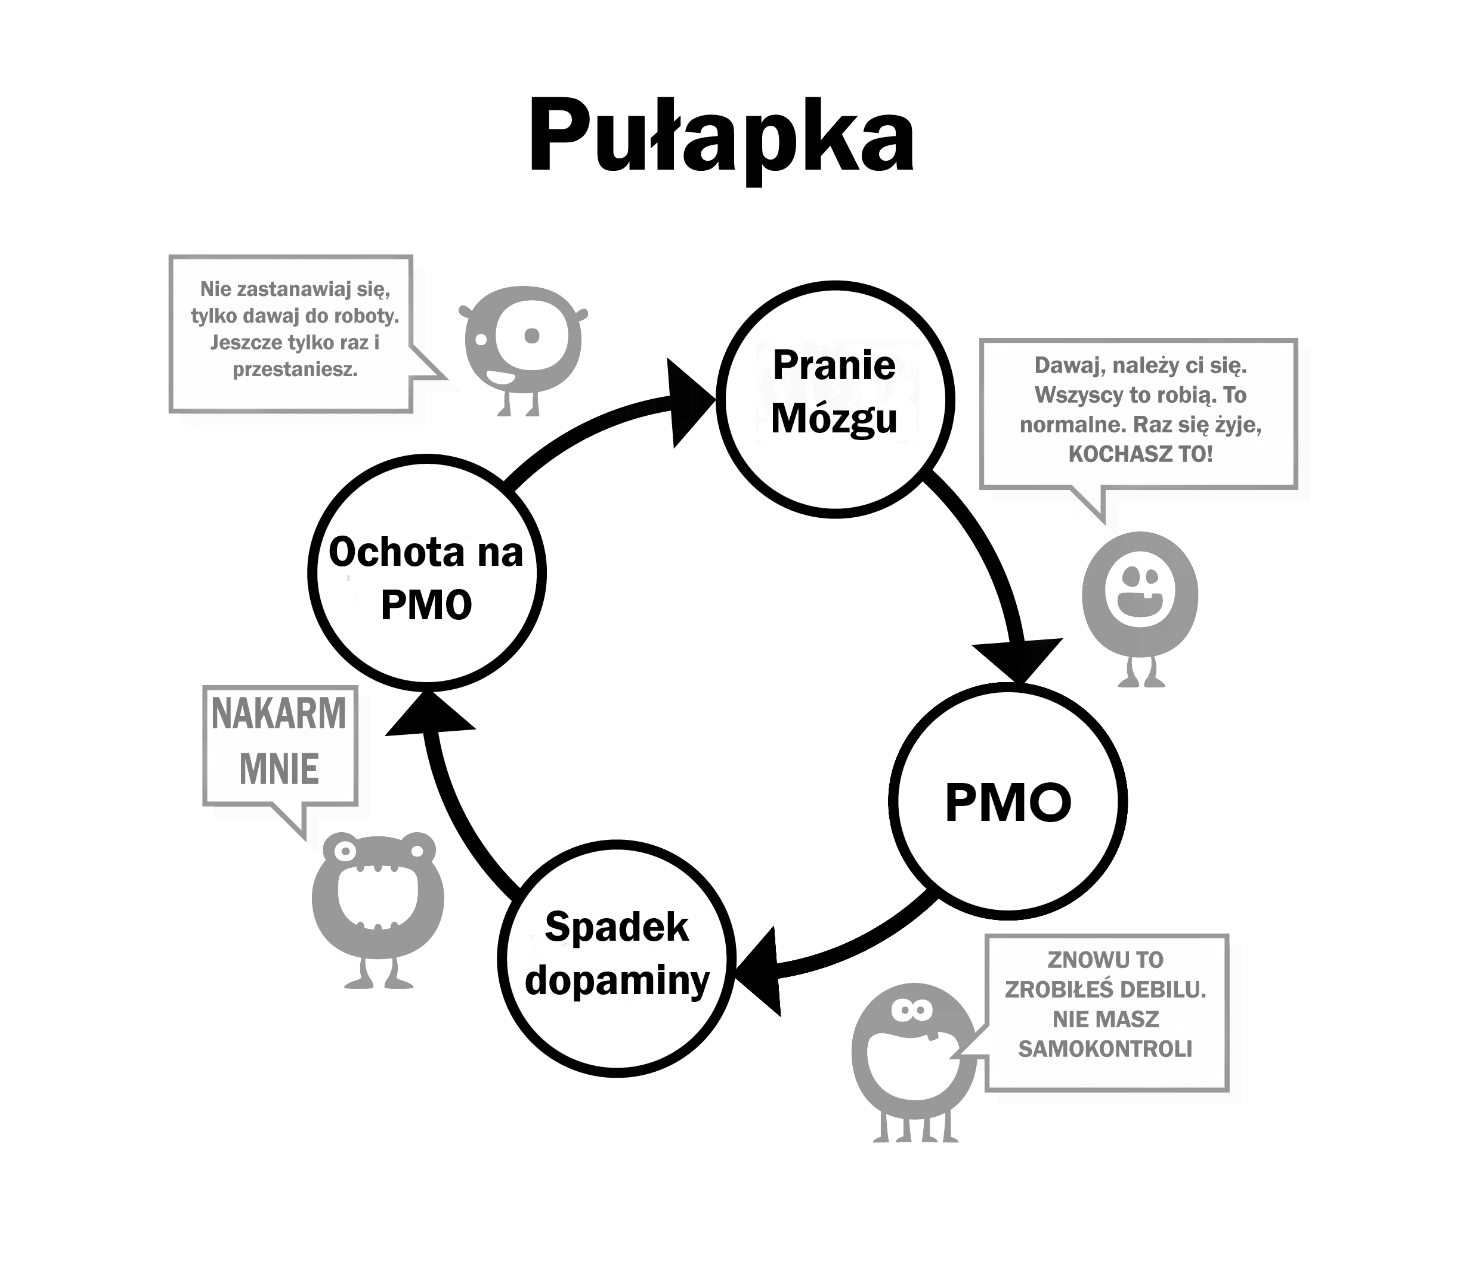 Pułapka
Nie zastanawiaj się,
tylko dawaj do roboty.
Jeszcze tylko raz i
przestaniesz.
Pranie
Mózgu
Dawaj, należy ci się.
Wszyscy to robią. To
normalne. Raz się żyje,
KOCHASZ TO!
Ochota na
PMO
NAKARM
MNIE
PMO
Spadek
dopaminy
ZNOWU TO
ZROBIŁEŚ DEBILU.
NIE MASZ
SAMOKONTROLI